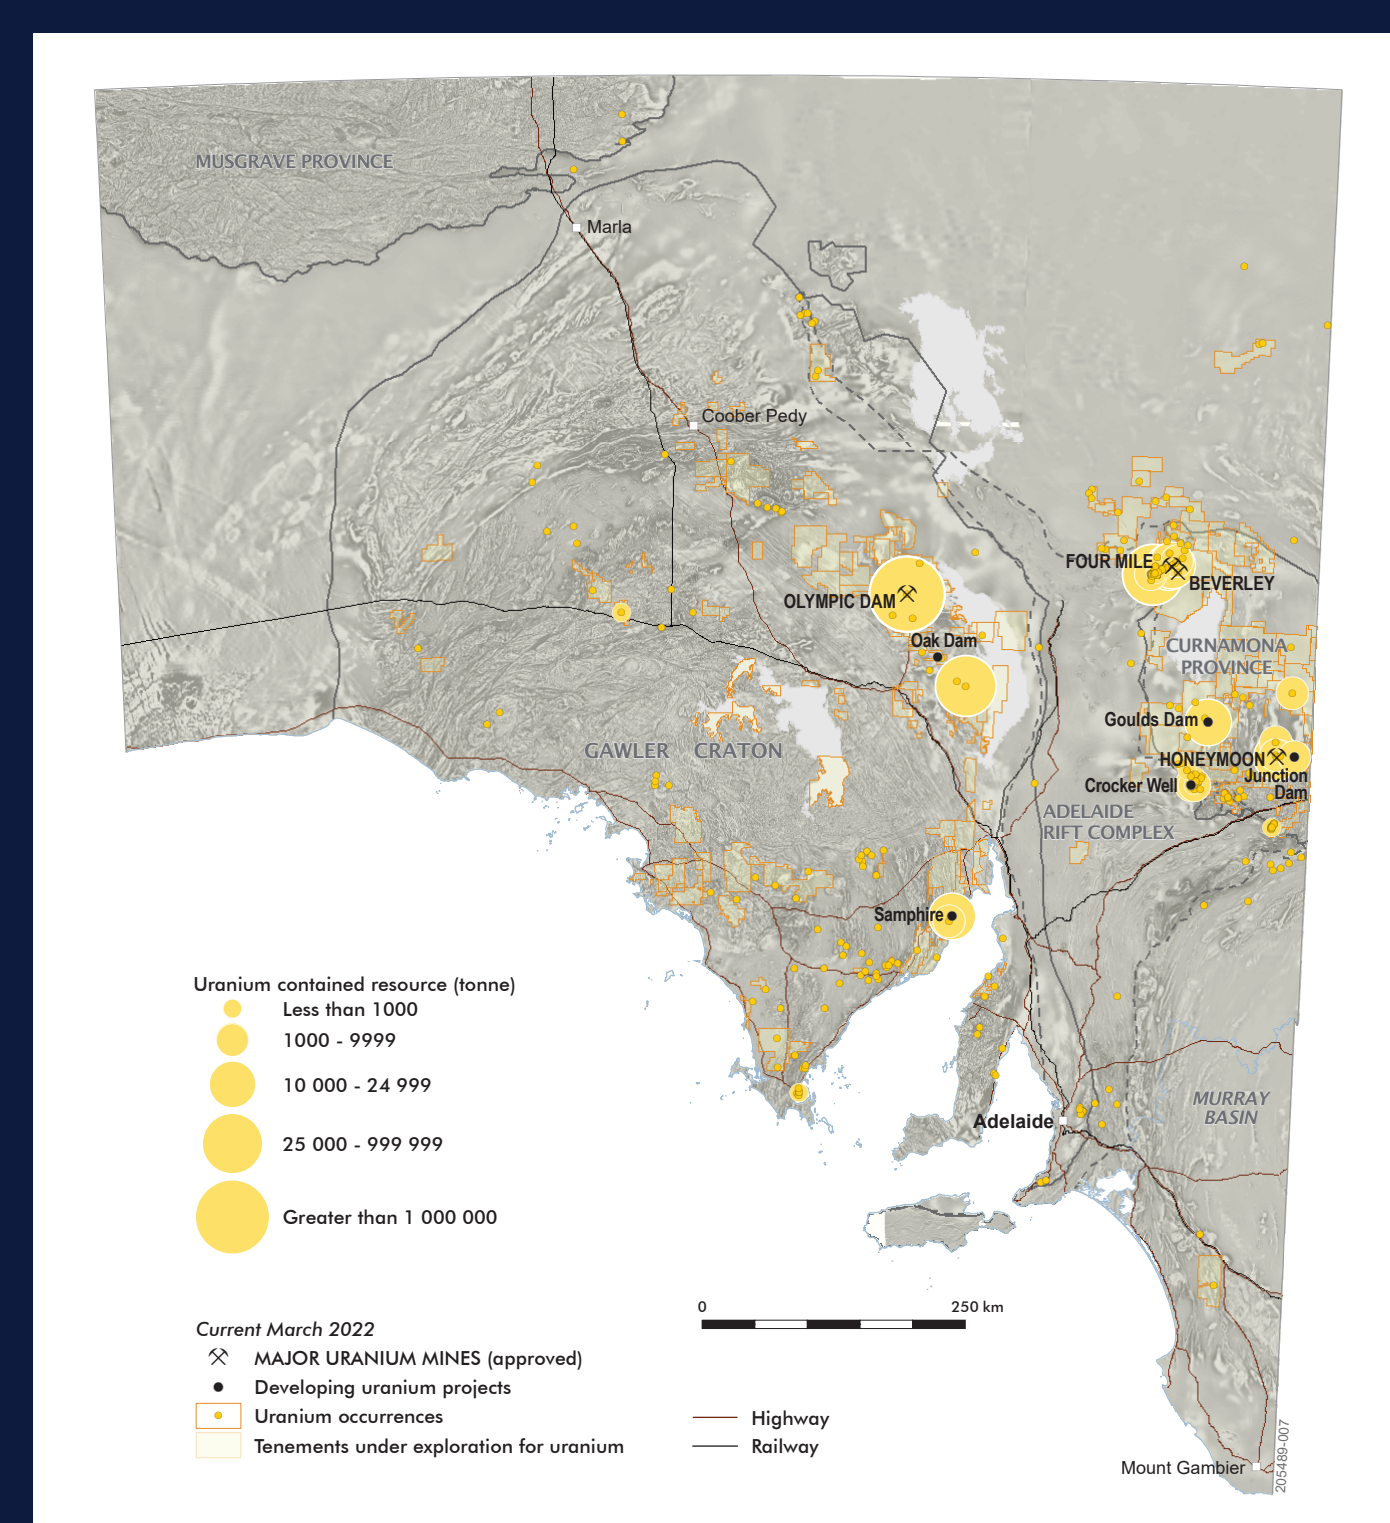 MUSGRAVE PROVINCE
Marla
Coober Pedy
FOUR MILE
BEVERLEY
OLYMPIC DAM
Oak Dam
CURNAMONA
PROVINCE
Goulds Dam
HONEYMOON
Junction
Dam
Crocker Well
GAWLER CRATON
ADELAIDE
RIFT COMPLEX
Samphire
Uranium contained resource (tonne)
Less than 1000
1000 - 9999
10 000 - 24 999
25 000 - 999 999
Greater than 1 000 000
MURRAY
BASIN
Adelaide
0 250 km
Current March 2022
MAJOR URANIUM MINES (approved)
Developing uranium projects
Uranium occurrences
Tenements under exploration for uranium
Highway
Railway
Mount Gambier
205489-007